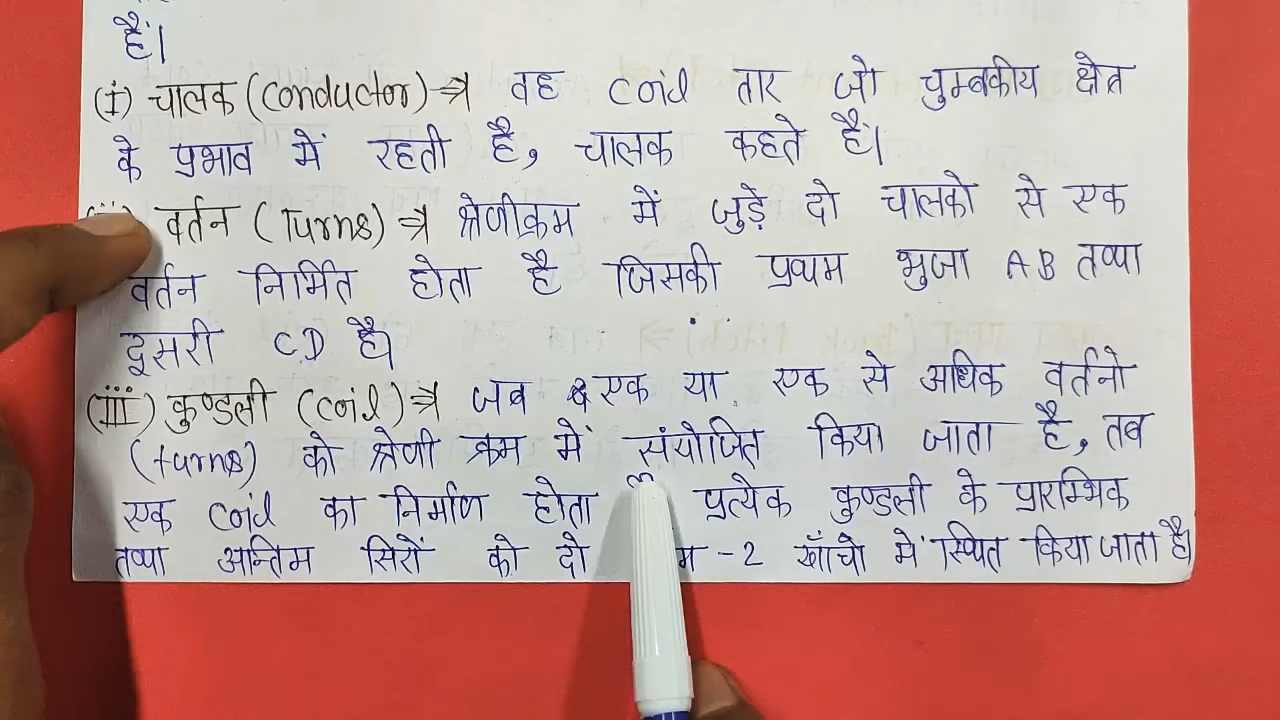 हैं।
(i) चालक (Conductor) → वह Coil तार जो चुम्बकीय क्षेत्र
के प्रभाव में रहती है, चालक कहते हैं।
वर्तन (Turns) → श्रेणीक्रम में जुड़े दो चालको से एक
वर्तन निर्मित होता है जिसकी प्रथम भुजा AB तथा
दूसरी CD है।
(iii) कुण्डली (Coil) → जब एक या एक से अधिक वर्तनो
(turns) को श्रेणी क्रम में संयोजित किया जाता है, तब
एक Coil का निर्माण होता प्रत्येक कुण्डली के प्रारम्भिक
तथा अन्तिम सिरों को दो -2 खाँचो में स्थित किया जाता है।